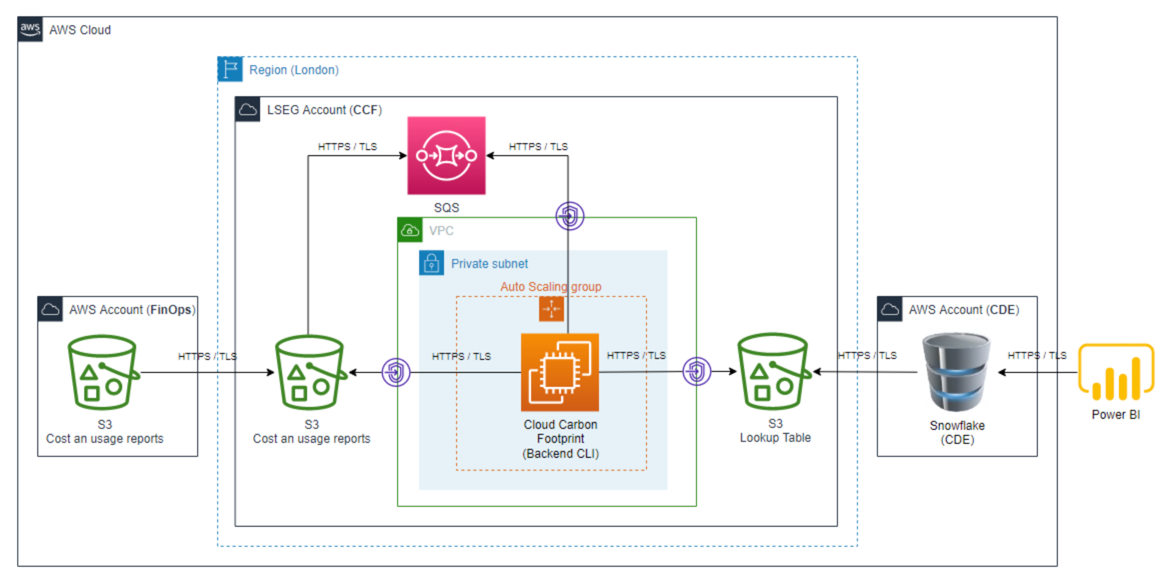 aws
AWS Cloud
Region (London)
LSEG Account (CCF)
HTTPS / TLS
HTTPS / TLS
SQS
VPC
Private subnet
Auto Scaling group
AWS Account (FinOps)
AWS Account (CDE)
HTTPS / TLS
HTTPS / TLS
HTTPS / TLS
HTTPS / TLS
HTTPS / TLS
S3
Cost an usage reports
S3
Cost an usage reports
Cloud Carbon
Footprint
(Backend CLI)
S3
Lookup Table
Snowflake
(CDE)
Power BI